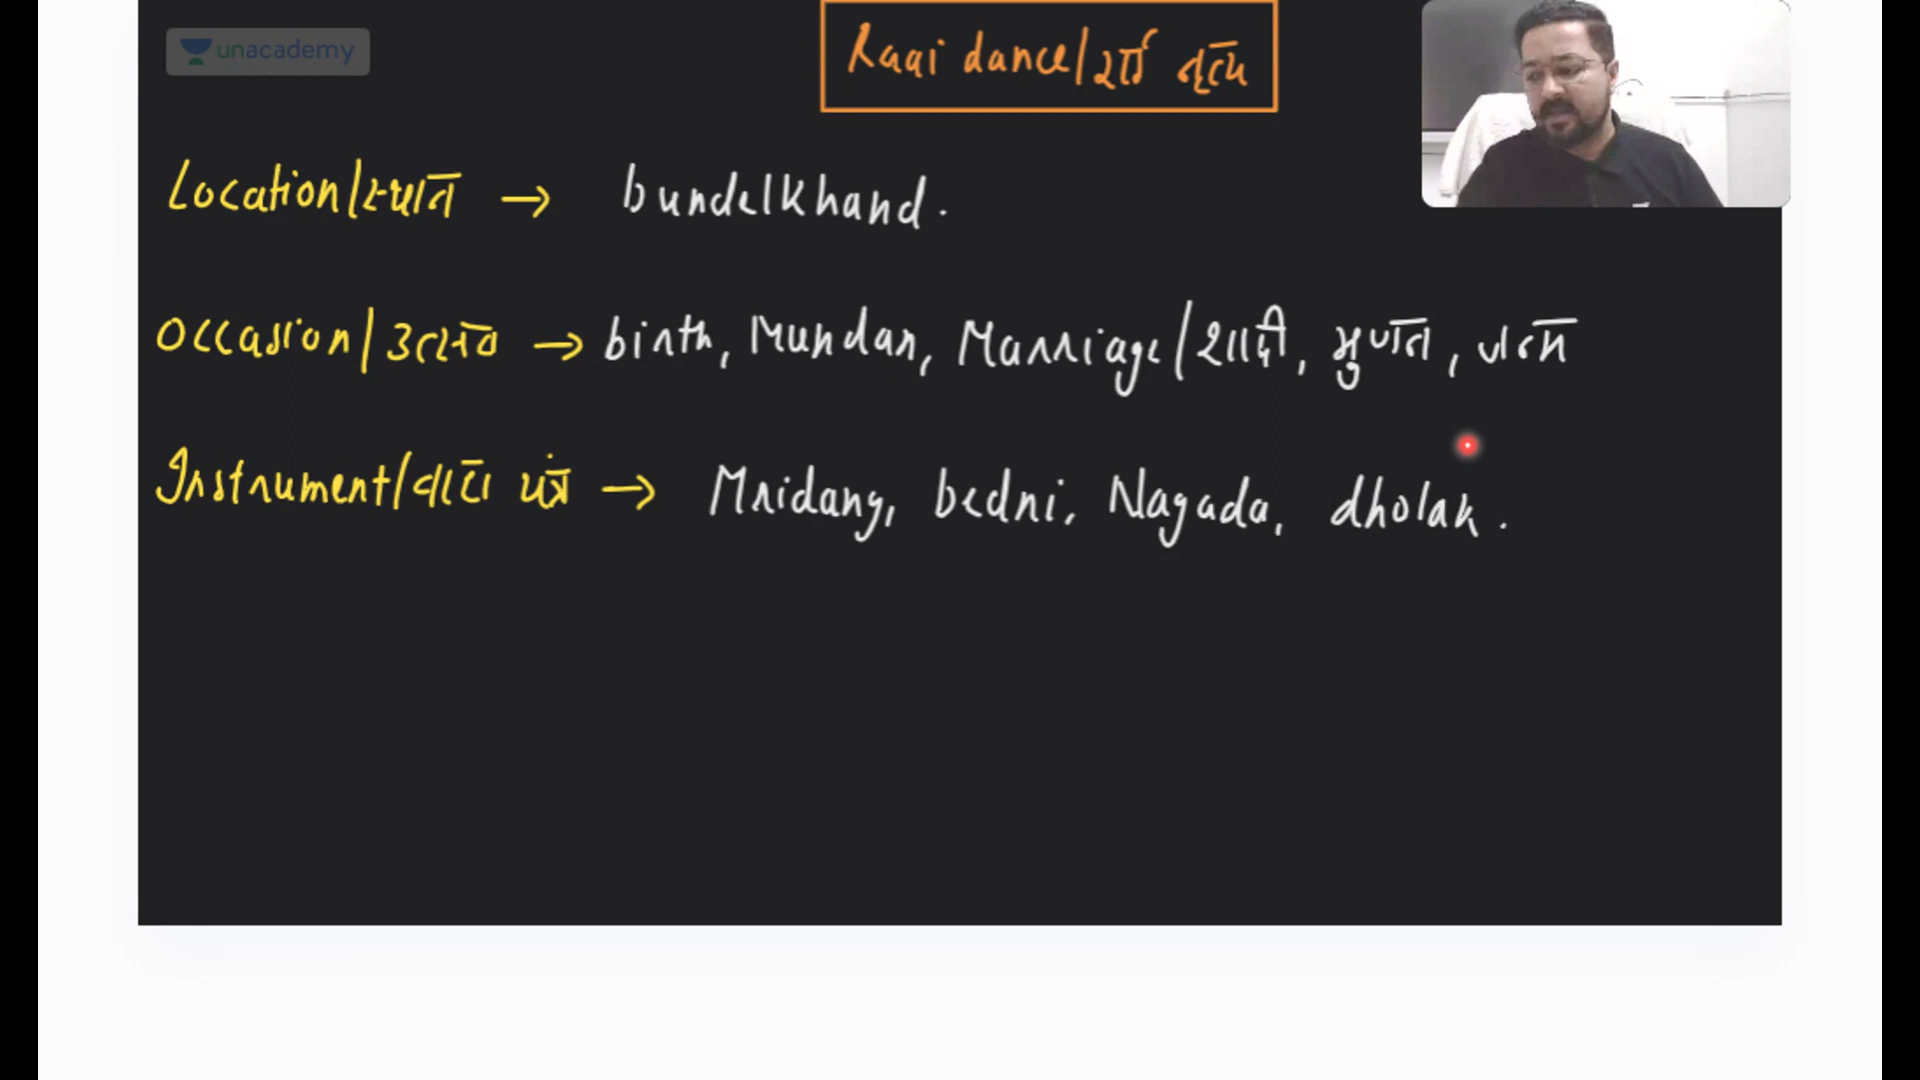 unacademy
Raai dance/राई नृत्य
Location/स्थान → bundelkhand.
Occasion/उत्सव → birth, Mundan, Marriage/शादी, मुण्डन, जन्म
Instrument/वाद्य यंत्र → Mridang, bedni, Nagada, dholak.